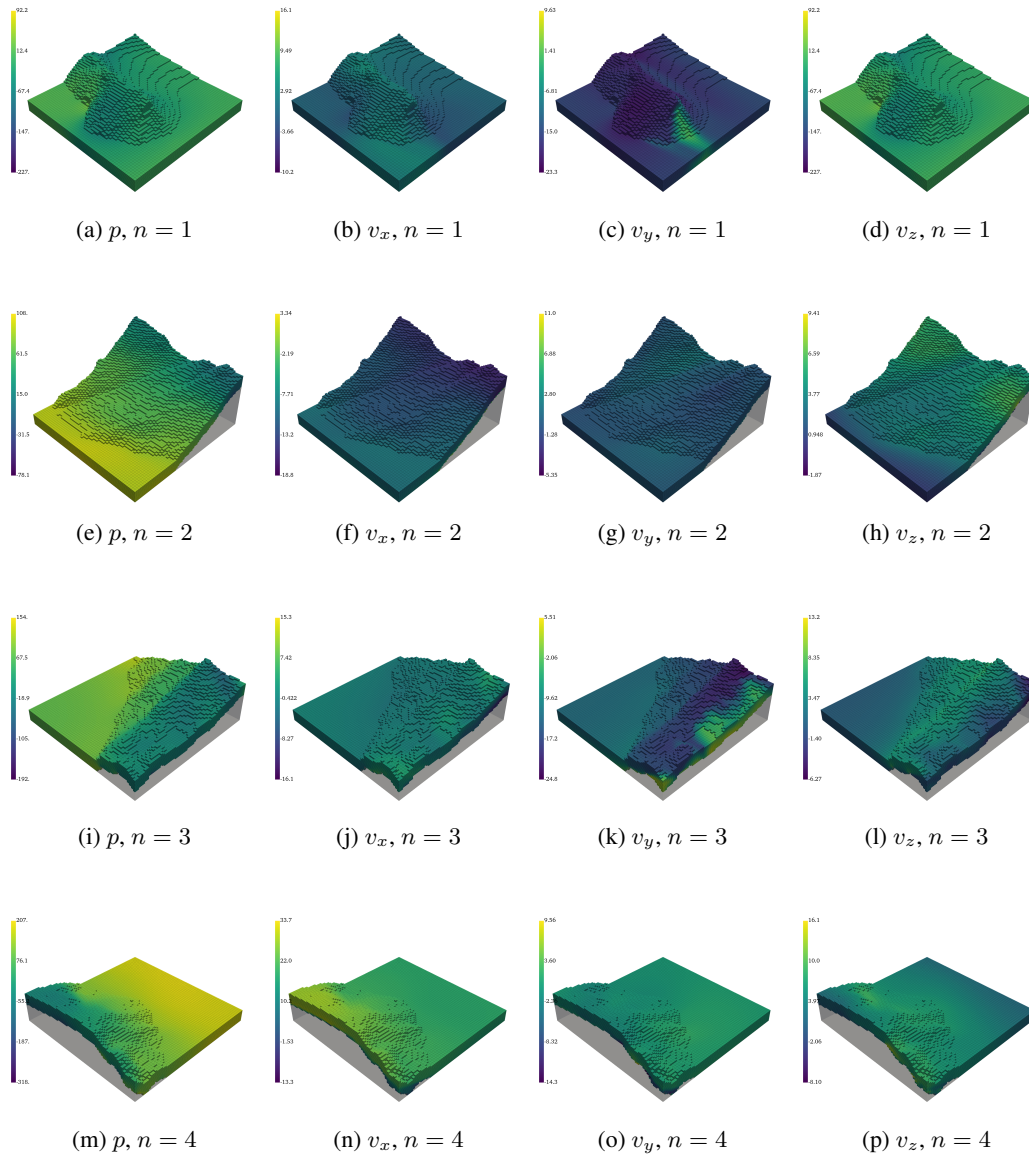 92.2 16.1 9.63 92.2
12.4 9.49 1.41 12.4
-67.4 2.92 -6.81 -67.4
-147. -3.66 -15.0 -147.
-227. -10.2 -23.3 -227.
(a) p, n = 1 (b) v_x, n = 1 (c) v_y, n = 1 (d) v_z, n = 1
108. 3.34 11.0 9.41
61.5 -2.19 6.88 6.59
15.0 -7.71 2.80 3.77
-31.5 -13.2 -1.28 0.948
-78.1 -18.8 -5.35 -1.87
(e) p, n = 2 (f) v_x, n = 2 (g) v_y, n = 2 (h) v_z, n = 2
154. 15.3 5.51 13.2
67.5 7.42 -2.06 8.35
-18.9 -0.422 -9.62 3.47
-105. -8.27 -17.2 -1.40
-192. -16.1 -24.8 -6.27
(i) p, n = 3 (j) v_x, n = 3 (k) v_y, n = 3 (l) v_z, n = 3
207. 33.7 9.56 16.1
76.1 22.0 3.60 10.0
-187. -1.53 -8.32 -2.06
-318. -13.3 -14.3 -8.10
(m) p, n = 4 (n) v_x, n = 4 (o) v_y, n = 4 (p) v_z, n = 4